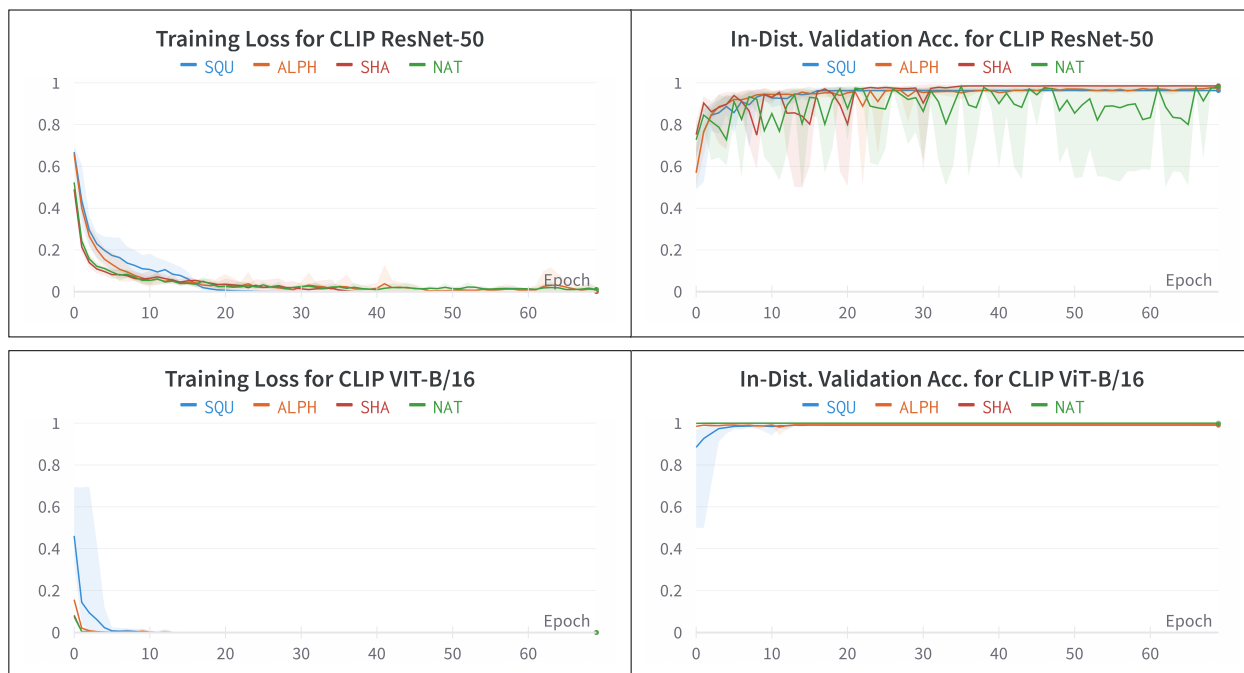 Training Loss for CLIP ResNet-50
SQU ALPH SHA NAT
1
0.8
0.6
0.4
0.2
0
Epoch
0 10 20 30 40 50 60
In-Dist. Validation Acc. for CLIP ResNet-50
SQU ALPH SHA NAT
1
0.8
0.6
0.4
0.2
0
Epoch
0 10 20 30 40 50 60
Training Loss for CLIP VIT-B/16
SQU ALPH SHA NAT
1
0.8
0.6
0.4
0.2
0
Epoch
0 10 20 30 40 50 60
In-Dist. Validation Acc. for CLIP ViT-B/16
SQU ALPH SHA NAT
1
0.8
0.6
0.4
0.2
0
Epoch
0 10 20 30 40 50 60